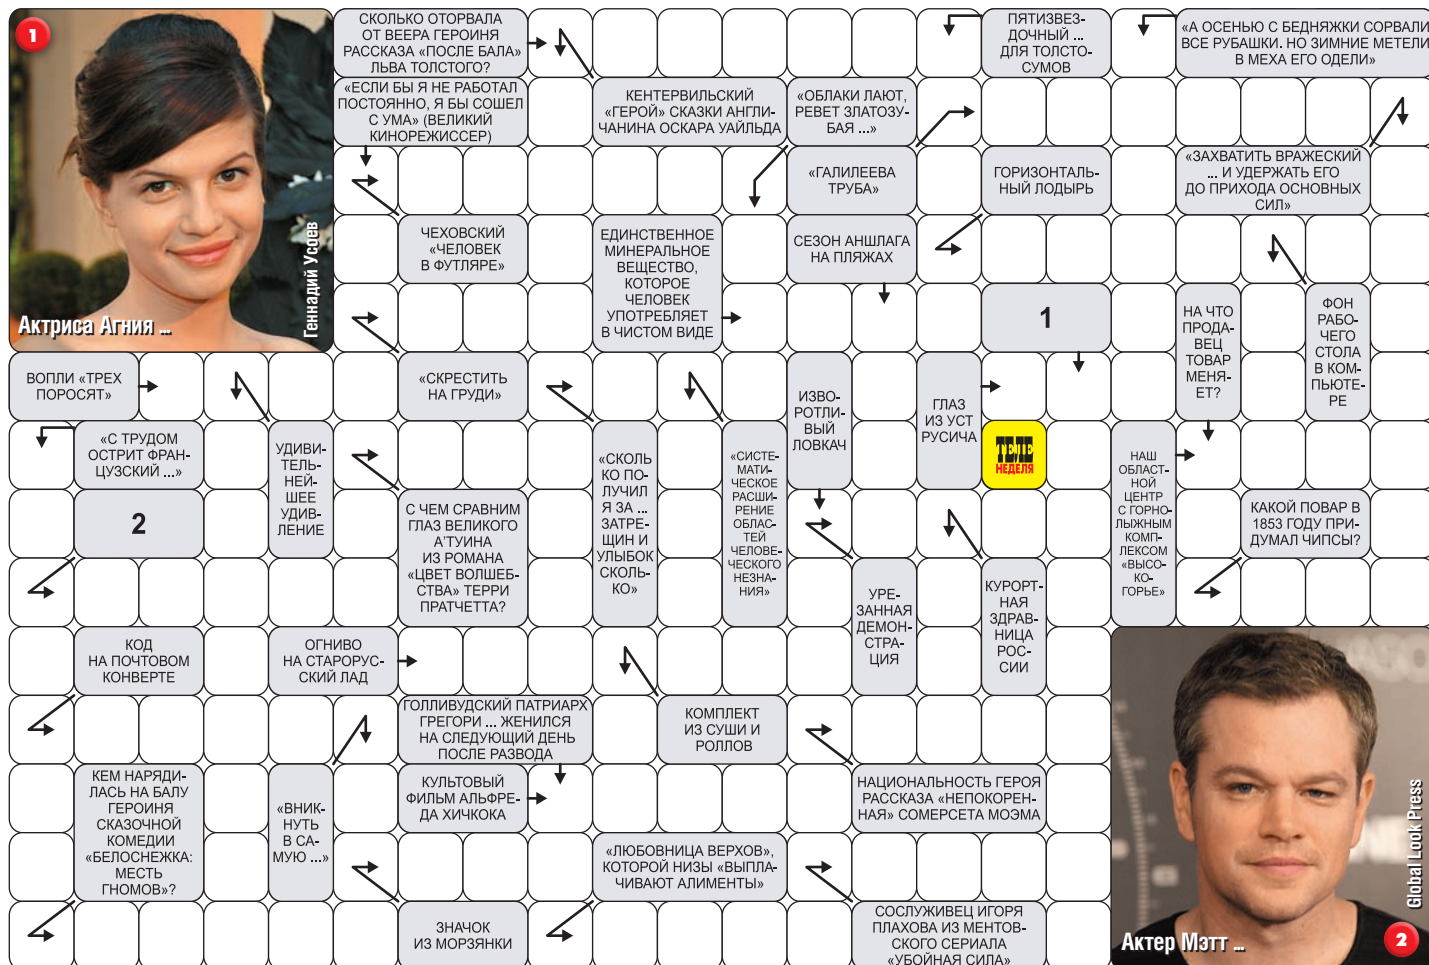 1
СКОЛЬКО ОТОРВАЛА
ОТ ВЕЕРА ГЕРОИНЯ
РАССКАЗА «ПОСЛЕ БАЛА»
ЛЬВА ТОЛСТОГО?
ПЯТИЗВЕЗ-
ДОЧНЫЙ ...
ДЛЯ ТОЛСТО-
СУМОВ
«А ОСЕНЬЮ С БЕДНЯЖКИ СОРВАЛИ
ВСЕ РУБАШКИ. НО ЗИМНИЕ МЕТЕЛИ
В МЕХА ЕГО ОДЕЛИ»
«ЕСЛИ БЫ Я НЕ РАБОТАЛ
ПОСТОЯННО, Я БЫ СОШЕЛ
С УМА» (ВЕЛИКИЙ
КИНОРЕЖИССЕР)
КЕНТЕРВИЛЬСКИЙ
«ГЕРОЙ» СКАЗКИ АНГЛИ-
ЧАНИНА ОСКАРА УАЙЛЬДА
«ОБЛАКИ ЛАЮТ,
РЕВЕТ ЗЛАТОЗУ-
БАЯ ...»
«ГАЛИЛЕЕВА
ТРУБА»
ГОРИЗОНТАЛЬ-
НЫЙ ЛОДЫРЬ
«ЗАХВАТИТЬ ВРАЖЕСКИЙ
... И УДЕРЖАТЬ ЕГО
ДО ПРИХОДА ОСНОВНЫХ
СИЛ»
ЧЕХОВСКИЙ
«ЧЕЛОВЕК
В ФУТЛЯРЕ»
ЕДИНСТВЕННОЕ
МИНЕРАЛЬНОЕ
ВЕЩЕСТВО,
КОТОРОЕ
ЧЕЛОВЕК
УПОТРЕБЛЯЕТ
В ЧИСТОМ ВИДЕ
СЕЗОН АНШЛАГА
НА ПЛЯЖАХ
Геннадий Усоев
Актриса Агния ...
1
НА ЧТО
ПРОДА-
ВЕЦ
ТОВАР
МЕНЯ-
ЕТ?
ФОН
РАБО-
ЧЕГО
СТОЛА
В КОМ-
ПЬЮТЕ-
РЕ
ВОПЛИ «ТРЕХ
ПОРОСЯТ»
«СКРЕСТИТЬ
НА ГРУДИ»
ИЗВО-
РОТЛИ-
ВЫЙ
ЛОВКАЧ
ГЛАЗ
ИЗ УСТ
РУСИЧА
«С ТРУДОМ
ОСТРИТ ФРАН-
ЦУЗСКИЙ ...»
УДИВИ-
ТЕЛЬ-
НЕЙ-
ШЕЕ
УДИВ-
ЛЕНИЕ
«СКОЛЬ
КО ПО-
ЛУЧИЛ
Я ЗА ...
ЗАТРЕ-
ЩИН И
УЛЫБОК
СКОЛЬ-
КО»
«СИСТЕ-
МАТИ-
ЧЕСКОЕ
РАСШИ-
РЕНИЕ
ОБЛАС-
ТЕЙ
ЧЕЛОВЕ-
ЧЕСКОГО
НЕЗНА-
НИЯ»
ТЕЛЕ
НЕДЕЛЯ
НАШ
ОБЛАСТ-
НОЙ
ЦЕНТР
С ГОРНО-
ЛЫЖНЫМ
КОМП-
ЛЕКСОМ
«ВЫСО-
КО-
ГОРЬЕ»
2
С ЧЕМ СРАВНИМ
ГЛАЗ ВЕЛИКОГО
А'ТУИНА
ИЗ РОМАНА
«ЦВЕТ ВОЛШЕБ-
СТВА» ТЕРРИ
ПРАТЧЕТТА?
КАКОЙ ПОВАР В
1853 ГОДУ ПРИ-
ДУМАЛ ЧИПСЫ?
УРЕ-
ЗАННАЯ
ДЕМОН-
СТРА-
ЦИЯ
КУРОРТ-
НАЯ
ЗДРАВ-
НИЦА
РОС-
СИИ
КОД
НА ПОЧТОВОМ
КОНВЕРТЕ
ОГНИВО
НА СТАРОРУС-
СКИЙ ЛАД
ГОЛЛИВУДСКИЙ ПАТРИАРХ
ГРЕГОРИ ... ЖЕНИЛСЯ
НА СЛЕДУЮЩИЙ ДЕНЬ
ПОСЛЕ РАЗВОДА
КОМПЛЕКТ
ИЗ СУШИ И
РОЛЛОВ
КЕМ НАРЯДИ-
ЛАСЬ НА БАЛУ
ГЕРОИНЯ
СКАЗОЧНОЙ
КОМЕДИИ
«БЕЛОСНЕЖКА:
МЕСТЬ
ГНОМОВ»?
«ВНИК-
НУТЬ
В СА-
МУЮ ...»
КУЛЬТОВЫЙ
ФИЛЬМ АЛЬФРЕ-
ДА ХИЧКОКА
НАЦИОНАЛЬНОСТЬ ГЕРОЯ
РАССКАЗА «НЕПОКОРЕН-
НАЯ» СОМЕРСЕТА МОЭМА
«ЛЮБОВНИЦА ВЕРХОВ»,
КОТОРОЙ НИЗЫ «ВЫПЛА-
ЧИВАЮТ АЛИМЕНТЫ»
ЗНАЧОК
ИЗ МОРЗЯНКИ
СОСЛУЖИВЕЦ ИГОРЯ
ПЛАХОВА ИЗ МЕНТОВ-
СКОГО СЕРИАЛА
«УБОЙНАЯ СИЛА»
Global Look Press
Актер Мэтт ...
2